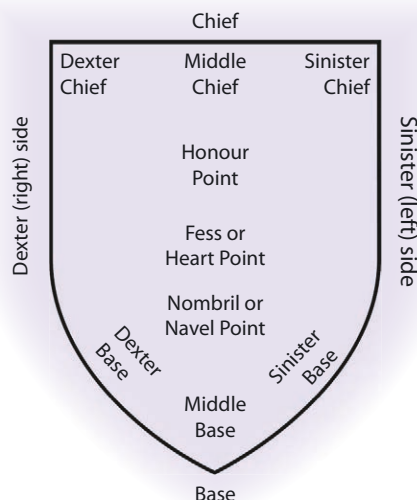 Chief
Dexter
Chief
Middle
Chief
Sinister
Chief
Dexter (right) side
Sinister (left) side
Honour
Point
Fess or
Heart Point
Nombril or
Navel Point
Dexter
Base
Sinister
Base
Middle
Base
Base